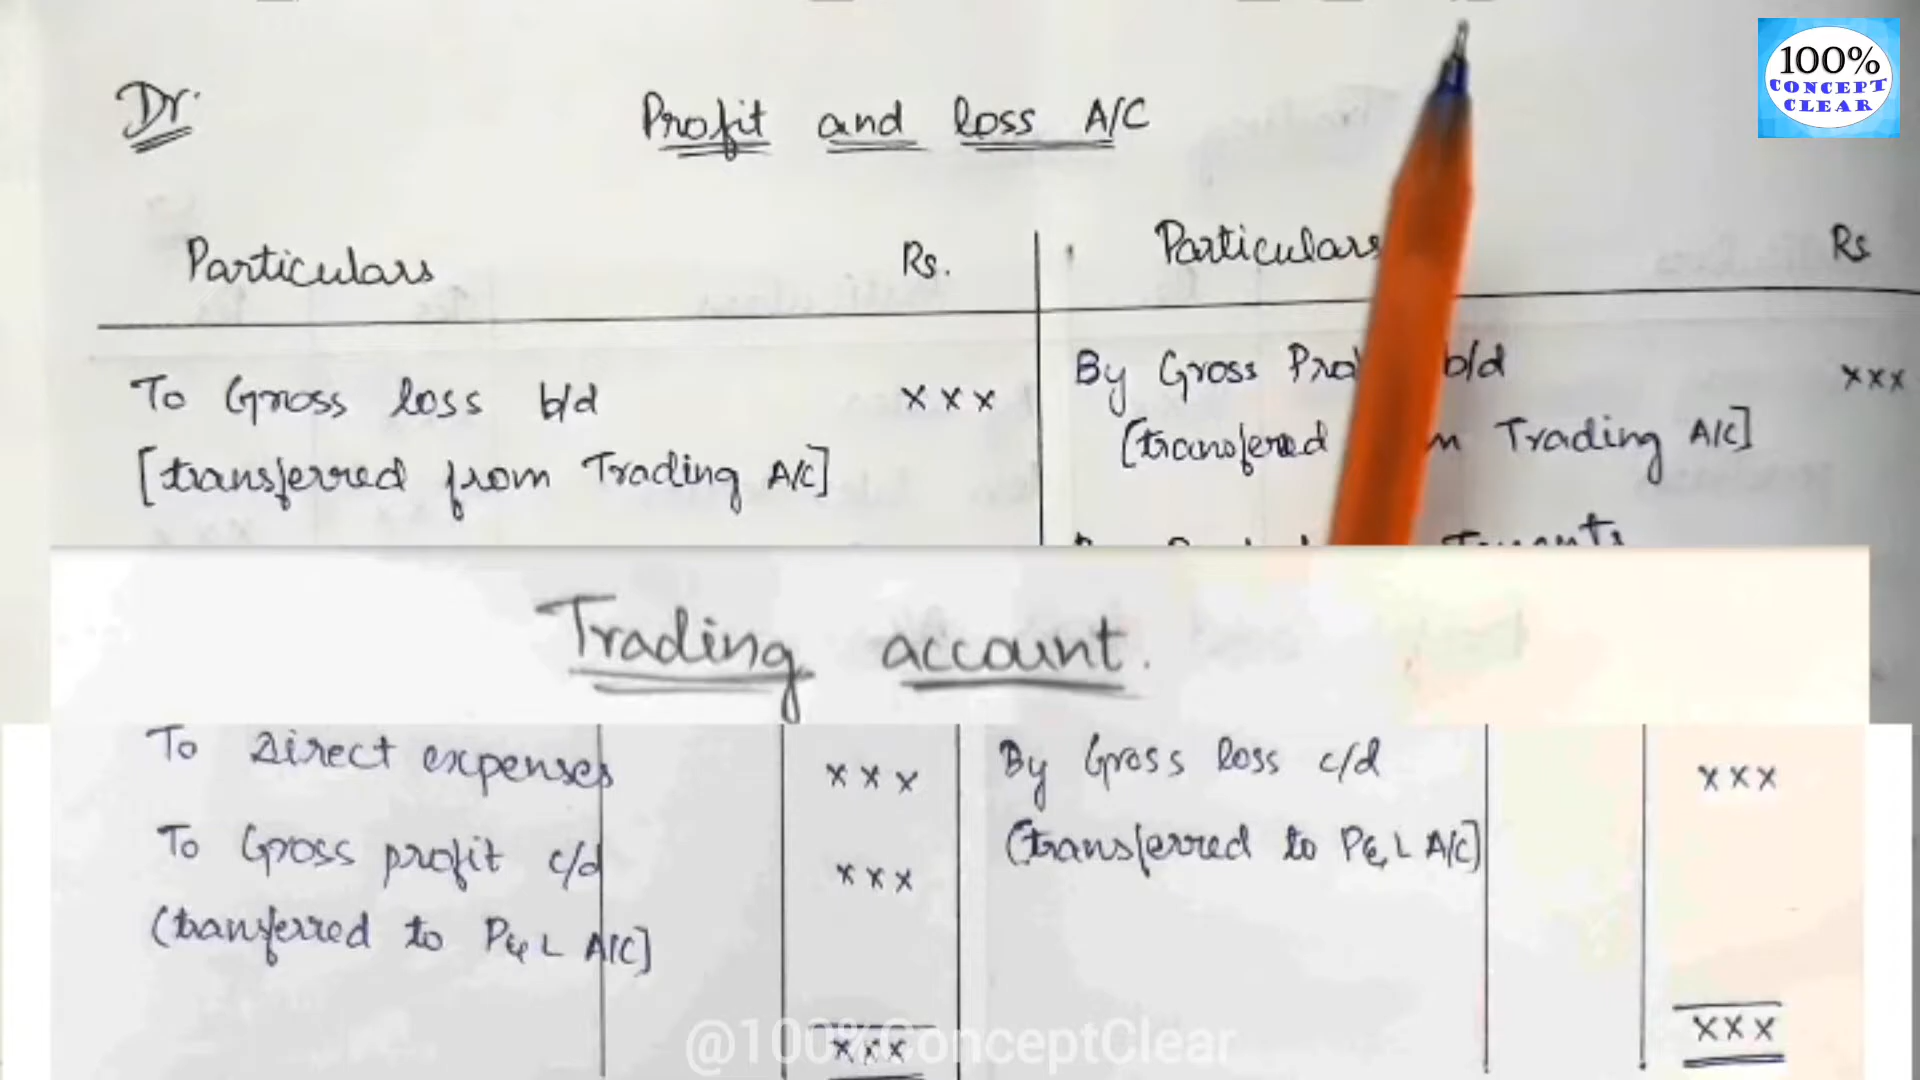 100%
CONCEPT
CLEAR
Dr.
Profit and loss A/C
Particulars Rs. Particulars Rs
To Gross loss b/d xxx By Gross b/d xxx
[transferred from Trading A/C] [transfered Trading A/C]
Trading account.
To Direct expenses xxx By Gross loss c/d xxx
To Gross profit c/d xxx (transferred to P&L A/C]
(tranferred to P&L A/C]
xxx xxx
@100%ConceptClear